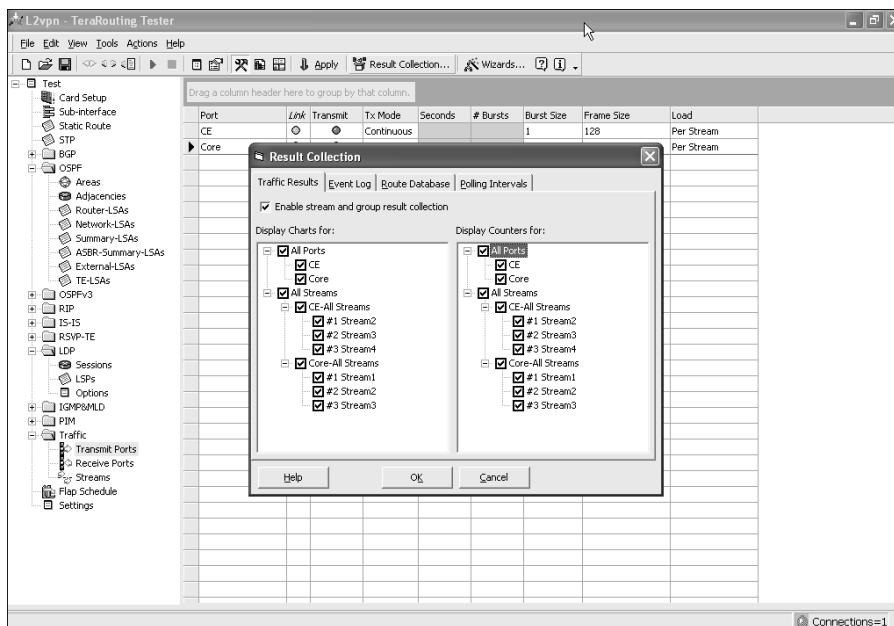 L2vpn - TeraRouting Tester
File Edit View Tools Actions Help
Apply Result Collection... Wizards...
Test
Card Setup
Sub-interface
Static Route
STP
BGP
OSPF
Areas
Adjacencies
Router-LSAs
Network-LSAs
Summary-LSAs
ASBR-Summary-LSAs
External-LSAs
TE-LSAs
OSPFv3
RIP
IS-IS
RSVP-TE
LDP
Sessions
LSPs
Options
IGMP&MLD
PIM
Traffic
Transmit Ports
Receive Ports
Streams
Flap Schedule
Settings
Drag a column header here to group by that column.
Port Link Transmit Tx Mode Seconds # Bursts Burst Size Frame Size Load
CE Continuous 1 128 Per Stream
Core Per Stream
Result Collection
Traffic Results Event Log Route Database Polling Intervals
Enable stream and group result collection
Display Charts for:
All Ports
CE
Core
All Streams
CE-All Streams
#1 Stream2
#2 Stream3
#3 Stream4
Core-All Streams
#1 Stream1
#2 Stream2
#3 Stream3
Display Counters for:
All Ports
CE
Core
All Streams
CE-All Streams
#1 Stream2
#2 Stream3
#3 Stream4
Core-All Streams
#1 Stream1
#2 Stream2
#3 Stream3
Help OK Cancel
Connections=1